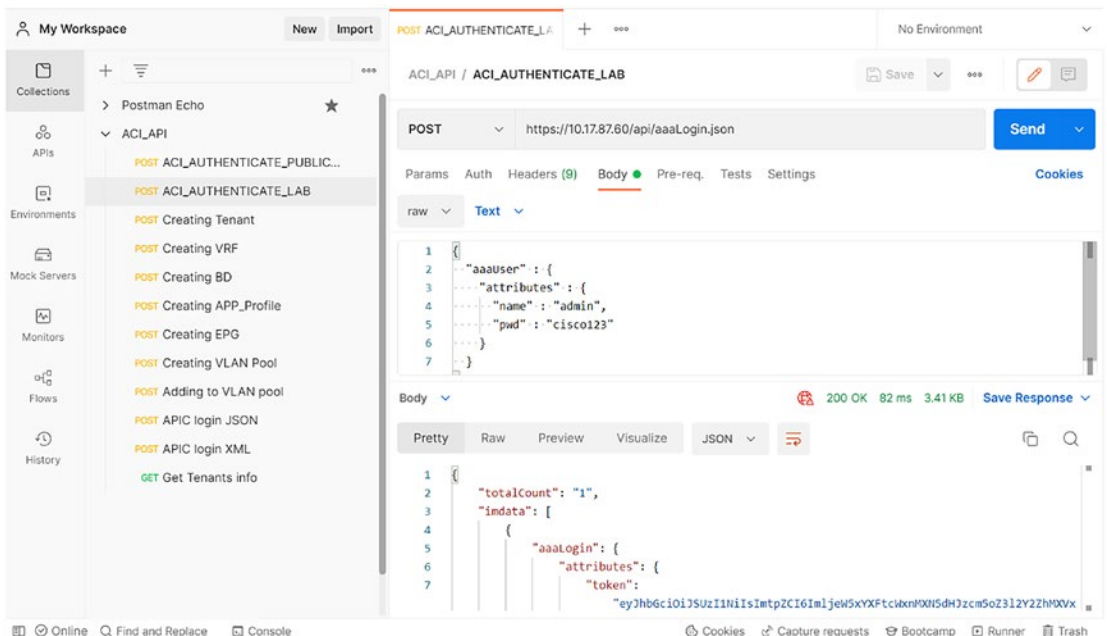 My Workspace
New
Import
POST ACI_AUTHENTICATE_LA
No Environment
Collections
APIs
Environments
Mock Servers
Monitors
Flows
History
Postman Echo
ACI_API
POST ACI_AUTHENTICATE_PUBLIC...
POST ACI_AUTHENTICATE_LAB
POST Creating Tenant
POST Creating VRF
POST Creating BD
POST Creating APP_Profile
POST Creating EPG
POST Creating VLAN Pool
POST Adding to VLAN pool
POST APIC login JSON
POST APIC login XML
GET Get Tenants info
ACI_API / ACI_AUTHENTICATE_LAB
Save
POST
https://10.17.87.60/api/aaaLogin.json
Send
Params Auth Headers (9) Body Pre-req. Tests Settings
Cookies
raw
Text
1 {
2 "aaaUser" : {
3 "attributes" : {
4 "name" : "admin",
5 "pwd" : "cisco123"
6 }
7 }
Body
200 OK 82 ms 3.41 KB Save Response
Pretty Raw Preview Visualize JSON
1 {
2 "totalCount": "1",
3 "imdata": [
4 {
5 "aaaLogin": {
6 "attributes": {
7 "token":
Online
Find and Replace
Console
Cookies
Capture requests
Bootcamp
Runner
Trash